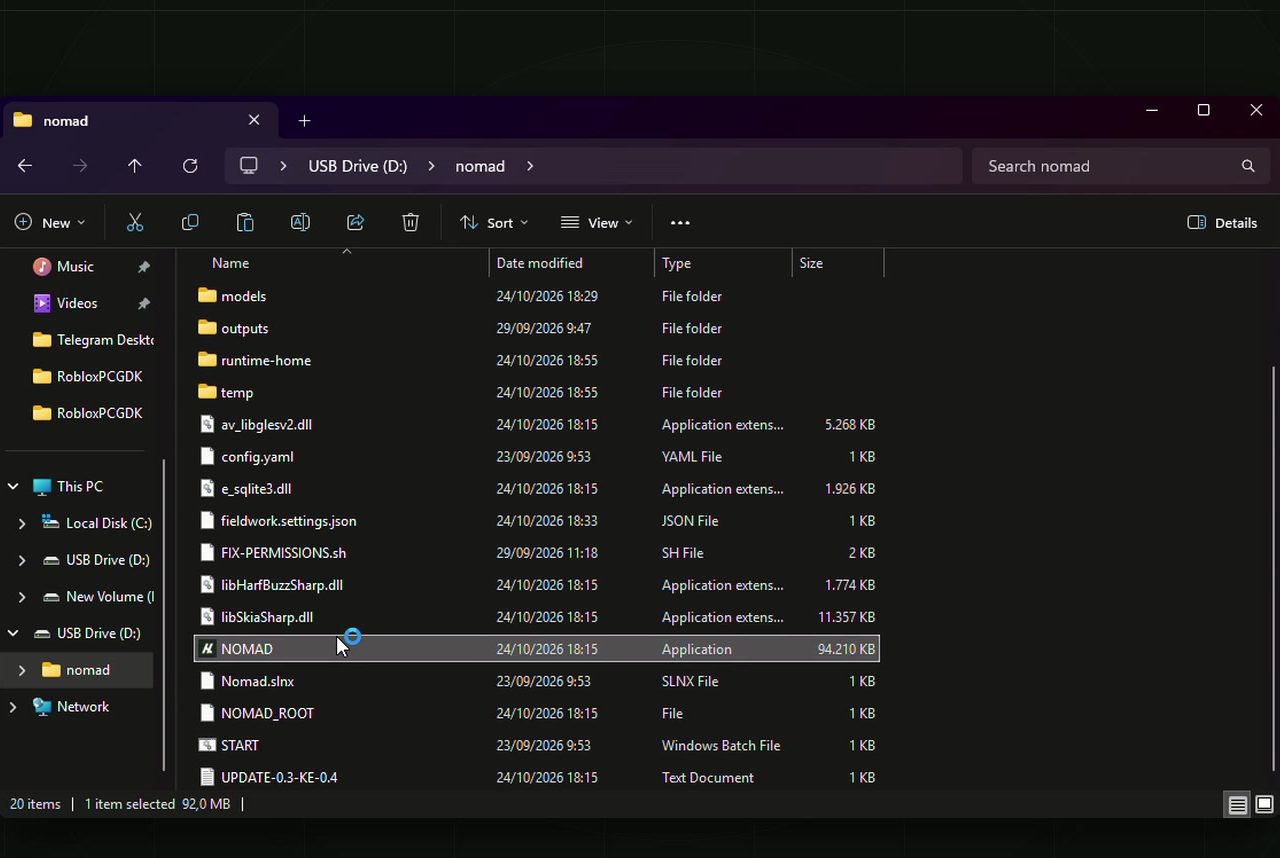 nomad
USB Drive (D:) nomad Search nomad
New Sort View Details
Name Date modified Type Size
Music
Videos
Telegram Deskto
RobloxPCGDK
RobloxPCGDK
This PC
Local Disk (C:)
USB Drive (D:)
New Volume (
USB Drive (D:)
nomad
Network
models 24/10/2026 18:29 File folder
outputs 29/09/2026 9:47 File folder
runtime-home 24/10/2026 18:55 File folder
temp 24/10/2026 18:55 File folder
av_libglesv2.dll 24/10/2026 18:15 Application extens... 5.268 KB
config.yaml 23/09/2026 9:53 YAML File 1 KB
e_sqlite3.dll 24/10/2026 18:15 Application extens... 1.926 KB
fieldwork.settings.json 24/10/2026 18:33 JSON File 1 KB
FIX-PERMISSIONS.sh 29/09/2026 11:18 SH File 2 KB
libHarfBuzzSharp.dll 24/10/2026 18:15 Application extens... 1.774 KB
libSkiaSharp.dll 24/10/2026 18:15 Application extens... 11.357 KB
NOMAD 24/10/2026 18:15 Application 94.210 KB
Nomad.slnx 23/09/2026 9:53 SLNX File 1 KB
NOMAD_ROOT 24/10/2026 18:15 File 1 KB
START 23/09/2026 9:53 Windows Batch File 1 KB
UPDATE-0.3-KE-0.4 24/10/2026 18:15 Text Document 1 KB
20 items 1 item selected 92,0 MB